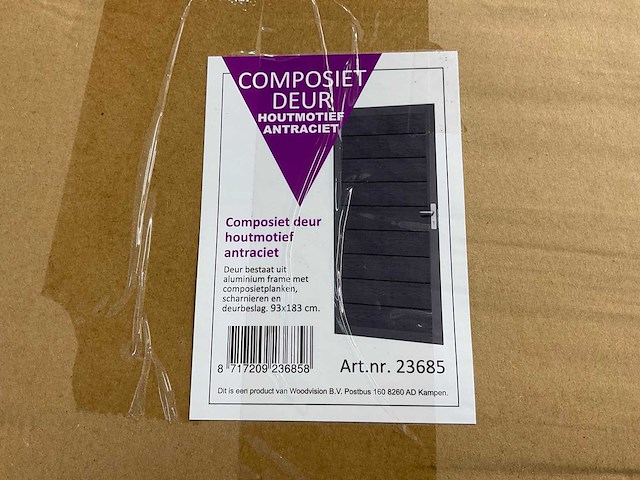 COMPOSIET
DEUR
HOUTMOTIEF
ANTRACIET
Composiet deur
houtmotief
antraciet
Deur bestaat uit
aluminium frame met
composietplanken,
scharnieren en
deurbeslag. 93x183 cm.
8 717209 236858
Art.nr. 23685
Dit is een product van Woodvision B.V. Postbus 160 8260 AD Kampen.